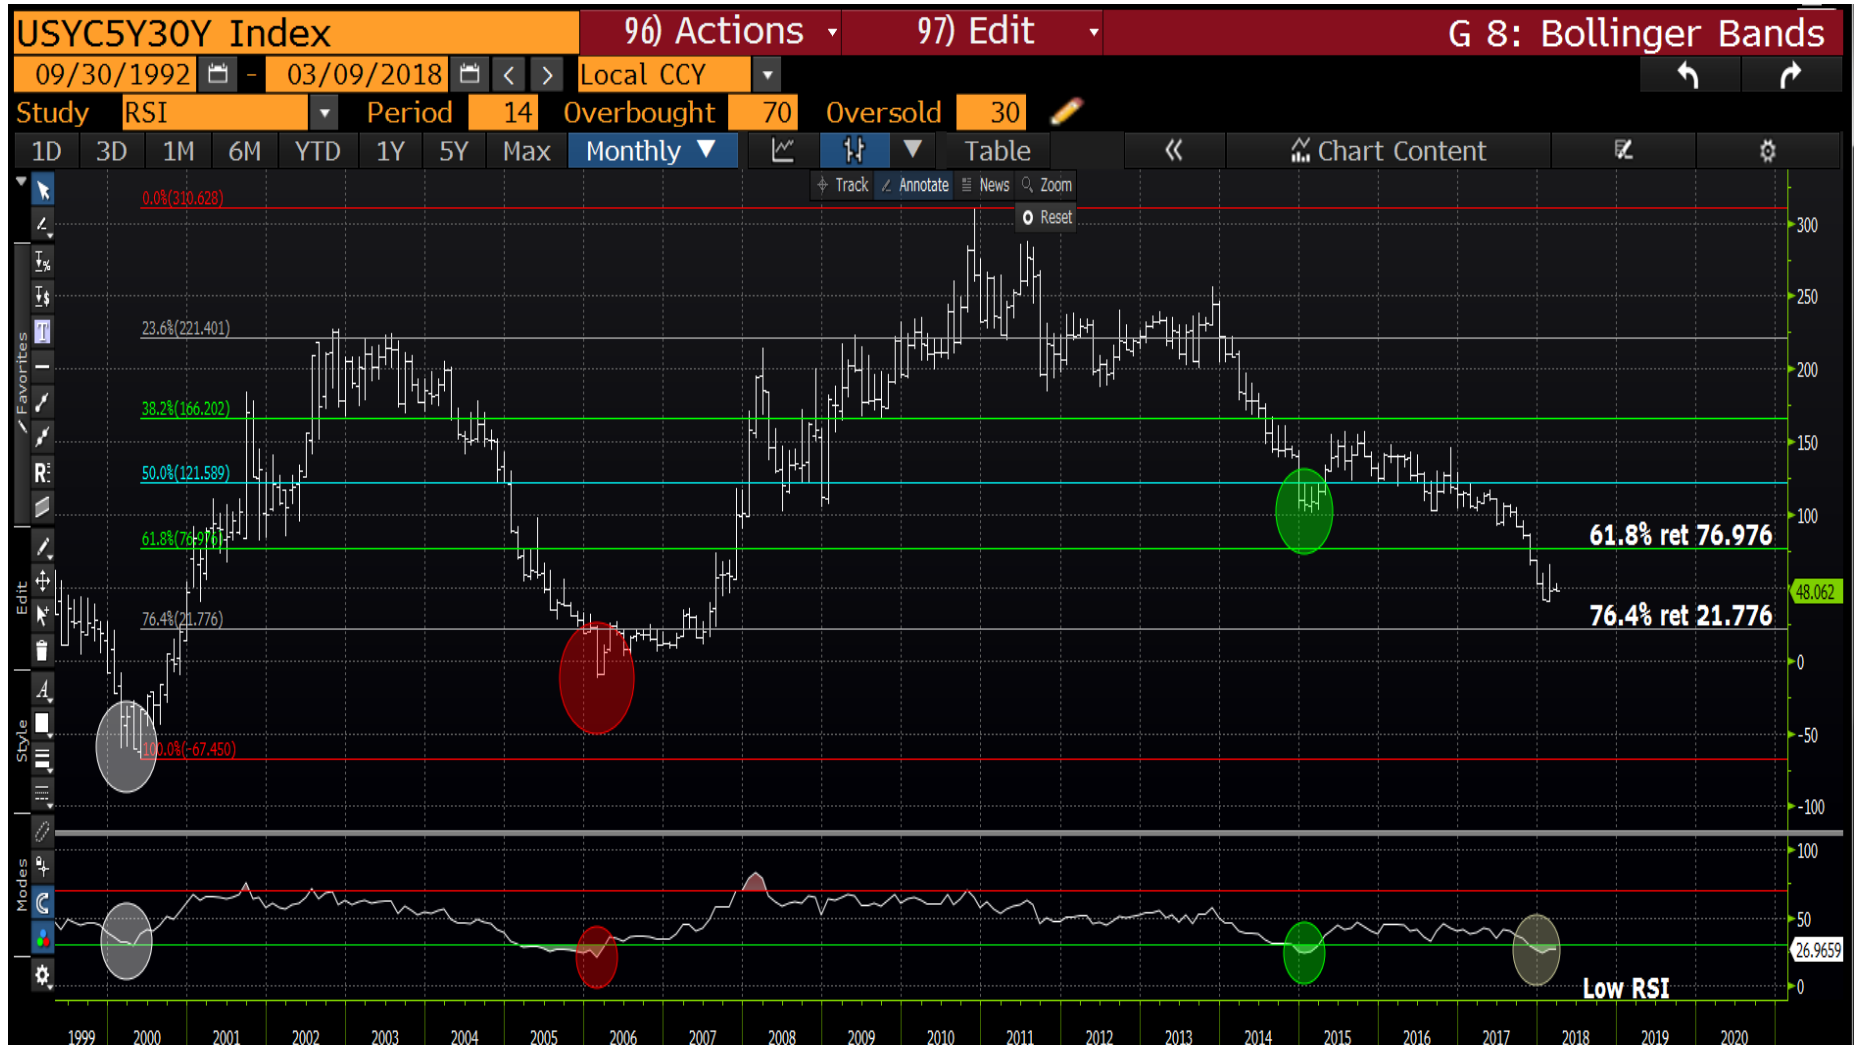 USYC5Y30Y Index 96) Actions 97) Edit G 8: Bollinger Bands
09/30/1992 - 03/09/2018 Local CCY
Study RSI Period 14 Overbought 70 Oversold 30
1D 3D 1M 6M YTD 1Y 5Y Max Monthly Table Chart Content
Track Annotate News Zoom
Reset
0.0%(310.628)
300
250
23.6%(221.401)
200
38.2%(166.202)
150
50.0%(121.589)
100
61.8%(76.976)
61.8% ret 76.976
48.062
76.4%(21.776)
76.4% ret 21.776
0
-50
100.0%(-67.450)
-100
100
50
26.9659
0
Low RSI
Favorites
Edit
Style
Modes
1999 2000 2001 2002 2003 2004 2005 2006 2007 2008 2009 2010 2011 2012 2013 2014 2015 2016 2017 2018 2019 2020